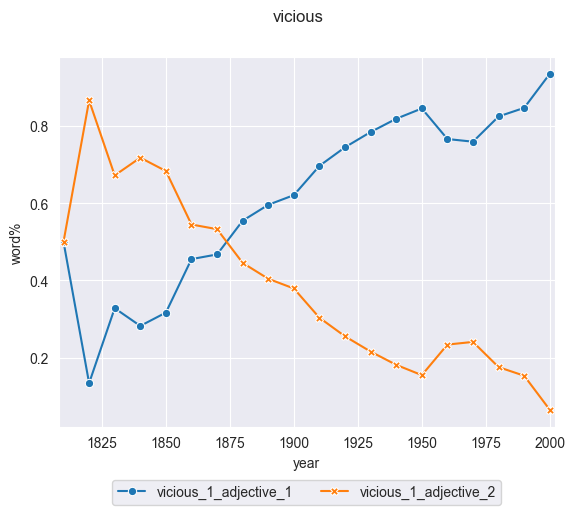 vicious
word%
0.8
0.6
0.4
0.2
1825 1850 1875 1900 1925 1950 1975 2000
year
vicious_1_adjective_1 vicious_1_adjective_2